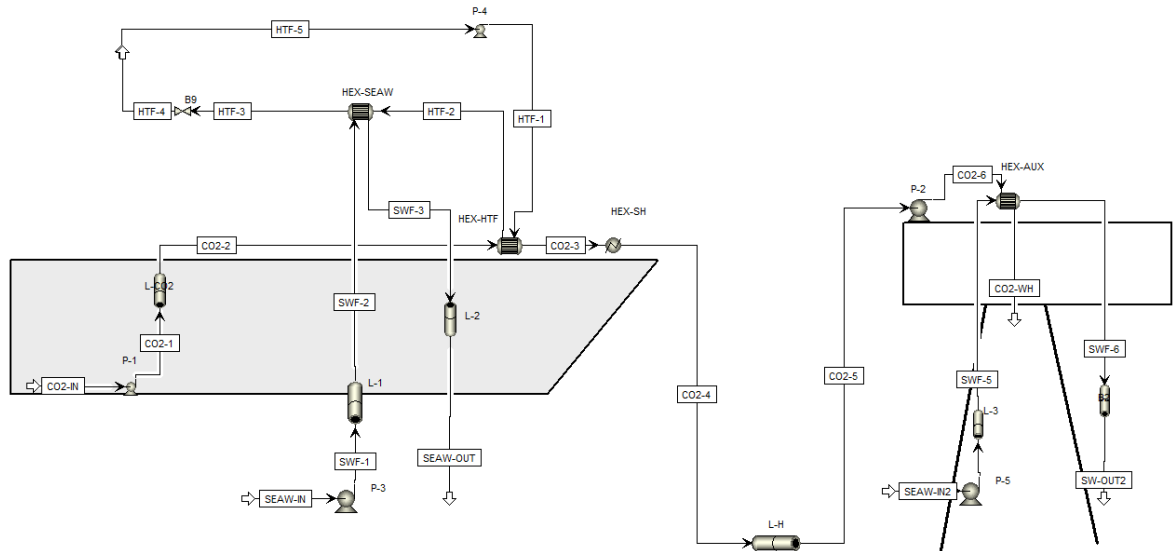 P-4
HTF-5
HEX-SEAW
B9
HTF-4
HTF-3
HTF-2
HTF-1
P-2
CO2-6
HEX-AUX
SWF-3
HEX-HTF
HEX-SH
CO2-2
CO2-3
L-CO2
SWF-2
L-2
CO2-WH
CO2-1
P-1
CO2-IN
L-1
CO2-4
CO2-5
SWF-5
SWF-6
L-3
B2
SWF-1
SEAW-OUT
SEAW-IN
P-3
SEAW-IN2
P-5
SW-OUT2
L-H